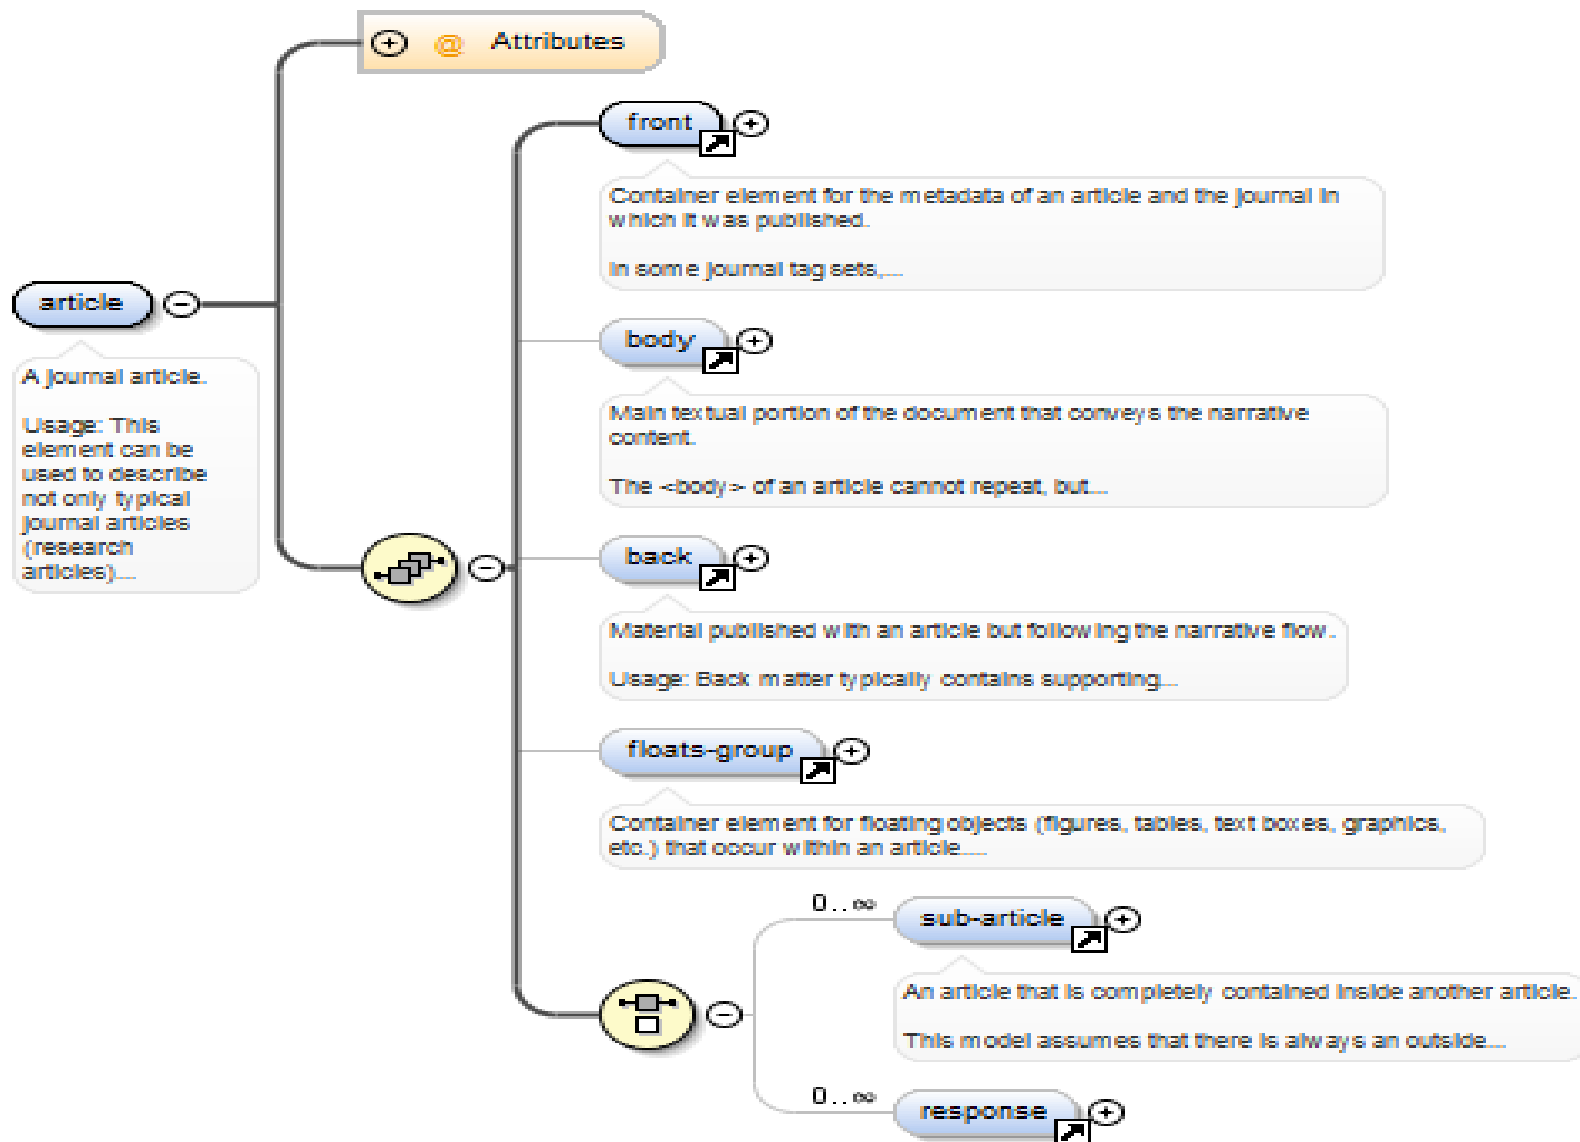 @ Attributes
front
Container element for the metadata of an article and the journal in
which it was published.
In some journal tag sets,...
article
A journal article.
Usage: This
element can be
used to describe
not only typical
journal articles
(research
articles)...
body
Main textual portion of the document that conveys the narrative
content.
The <body> of an article cannot repeat, but...
back
Material published with an article but following the narrative flow.
Usage: Back matter typically contains supporting...
floats-group
Container element for floating objects (figures, tables, text boxes, graphics,
etc.) that occur within an article....
0..∞
sub-article
An article that is completely contained inside another article.
This model assumes that there is always an outside...
0..∞
response